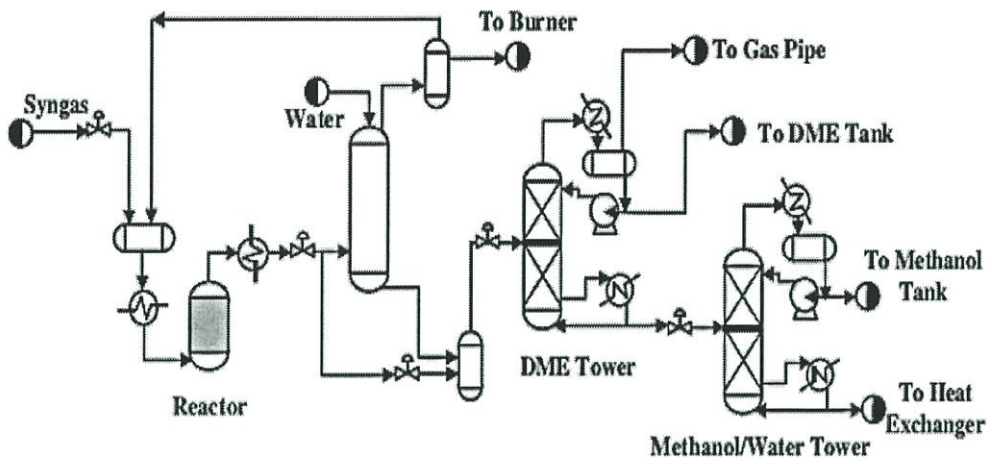 To Burner
To Gas Pipe
Syngas
Water
To DME Tank
To Methanol
Tank
DME Tower
Reactor
To Heat
Exchanger
Methanol/Water Tower